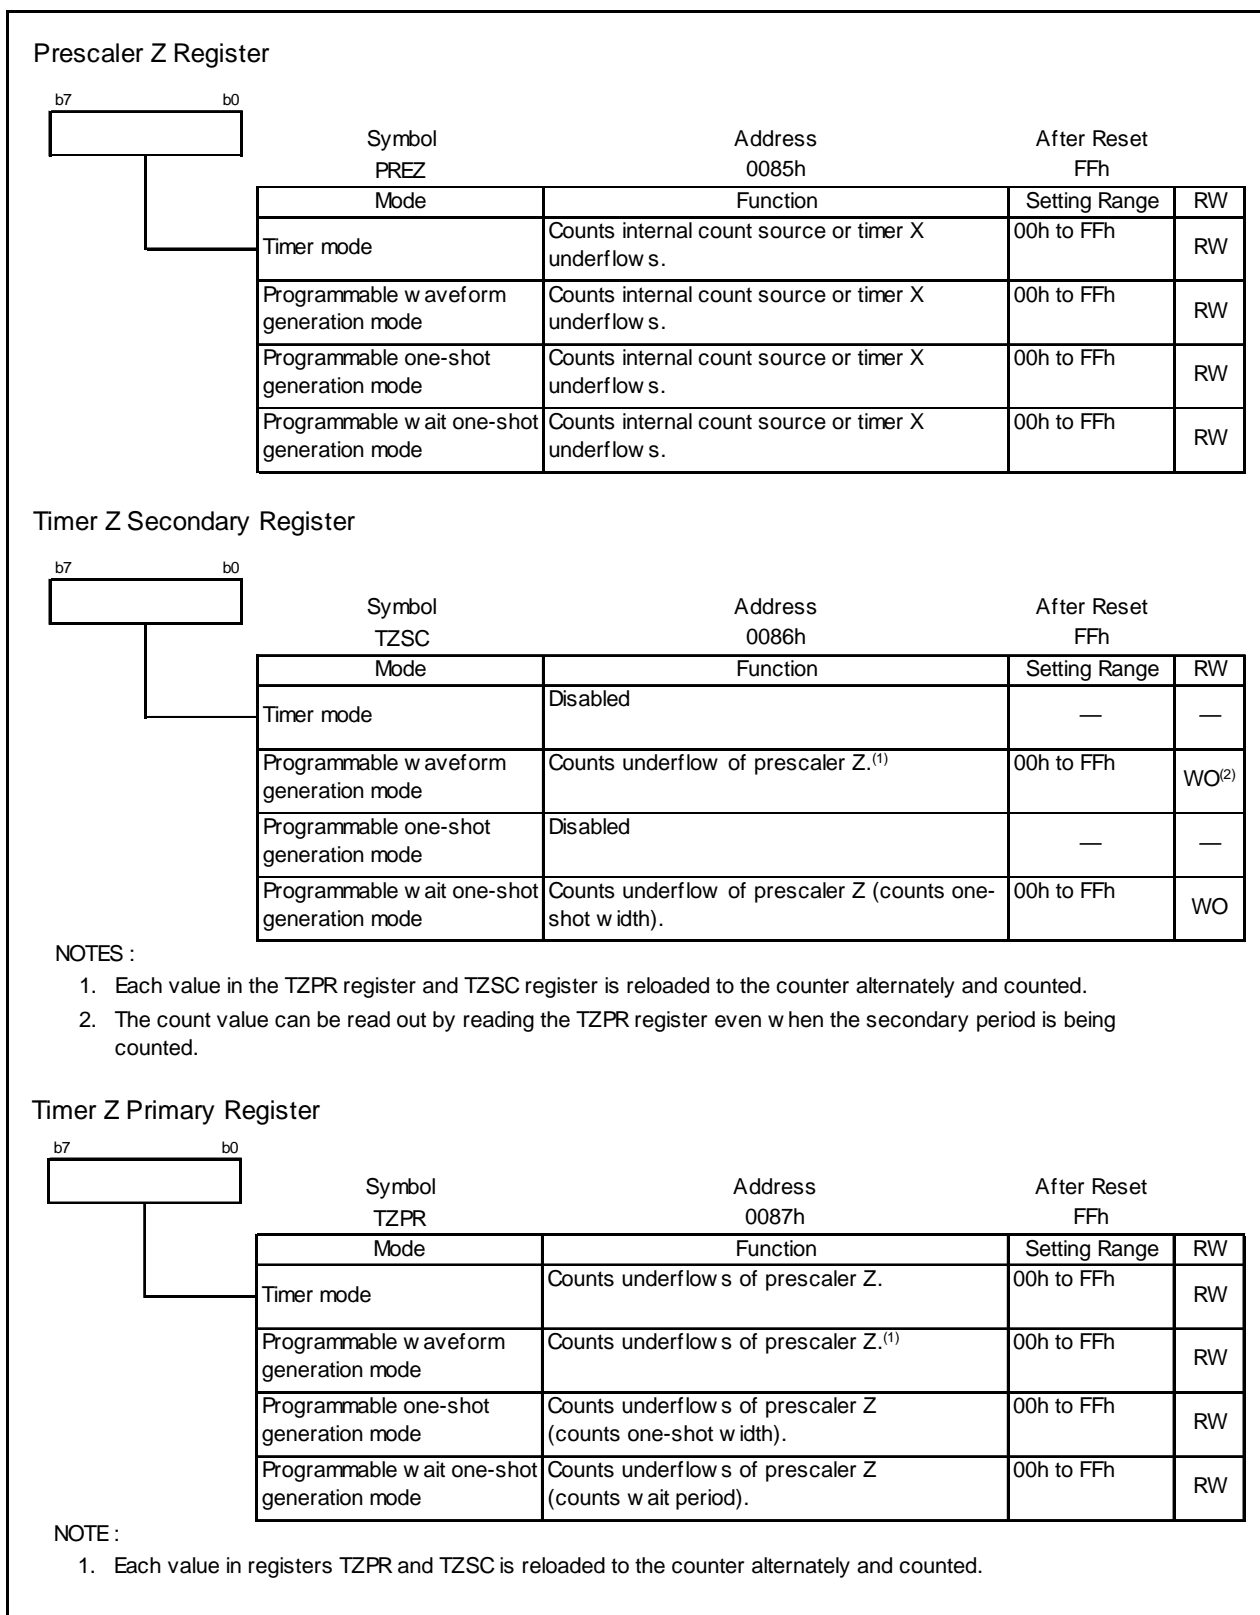 Prescaler Z Register
b7 b0
Symbol Address After Reset
PREZ 0085h FFh
Mode Function Setting Range RW
Timer mode Counts internal count source or timer X underflows. 00h to FFh RW
Programmable waveform generation mode Counts internal count source or timer X underflows. 00h to FFh RW
Programmable one-shot generation mode Counts internal count source or timer X underflows. 00h to FFh RW
Programmable wait one-shot generation mode Counts internal count source or timer X underflows. 00h to FFh RW
Timer Z Secondary Register
b7 b0
Symbol Address After Reset
TZSC 0086h FFh
Mode Function Setting Range RW
Timer mode Disabled — —
Programmable waveform generation mode Counts underflow of prescaler Z.(1) 00h to FFh WO(2)
Programmable one-shot generation mode Disabled — —
Programmable wait one-shot generation mode Counts underflow of prescaler Z (counts one-shot width). 00h to FFh WO
NOTES :
1. Each value in the TZPR register and TZSC register is reloaded to the counter alternately and counted.
2. The count value can be read out by reading the TZPR register even when the secondary period is being
counted.
Timer Z Primary Register
b7 b0
Symbol Address After Reset
TZPR 0087h FFh
Mode Function Setting Range RW
Timer mode Counts underflows of prescaler Z. 00h to FFh RW
Programmable waveform generation mode Counts underflows of prescaler Z.(1) 00h to FFh RW
Programmable one-shot generation mode Counts underflows of prescaler Z (counts one-shot width). 00h to FFh RW
Programmable wait one-shot generation mode Counts underflows of prescaler Z (counts wait period). 00h to FFh RW
NOTE :
1. Each value in registers TZPR and TZSC is reloaded to the counter alternately and counted.